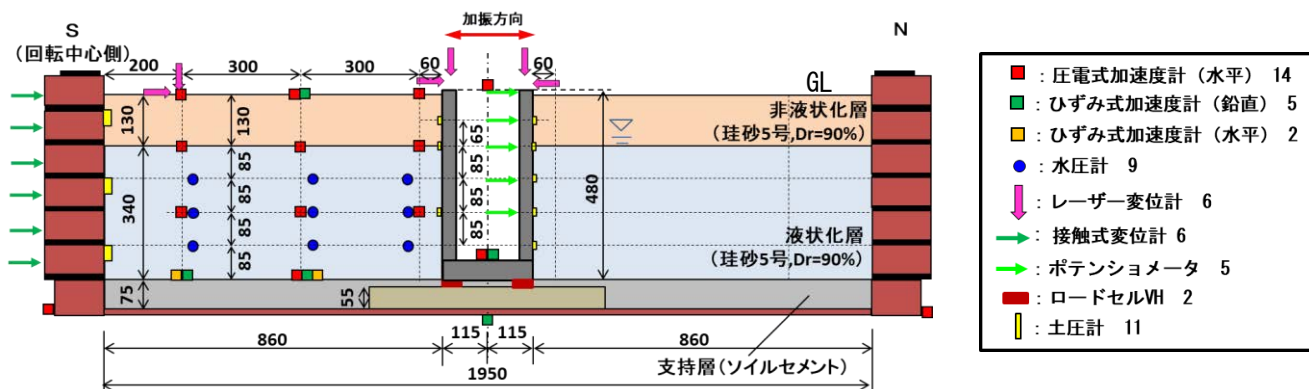 加振方向
S
(回転中心側)
N
200
300
300
60
60
GL
130
130
非液状化層
(珪砂5号,Dr=90%)
65
85
85
85
340
85
85
85
85
480
液状化層
(珪砂5号,Dr=90%)
75
55
115
115
860
860
支持層(ソイルセメント)
1950
：圧電式加速度計（水平） 14
：ひずみ式加速度計（鉛直） 5
：ひずみ式加速度計（水平） 2
：水圧計 9
：レーザー変位計 6
：接触式変位計 6
：ポテンショメータ 5
：ロードセルVH 2
：土圧計 11